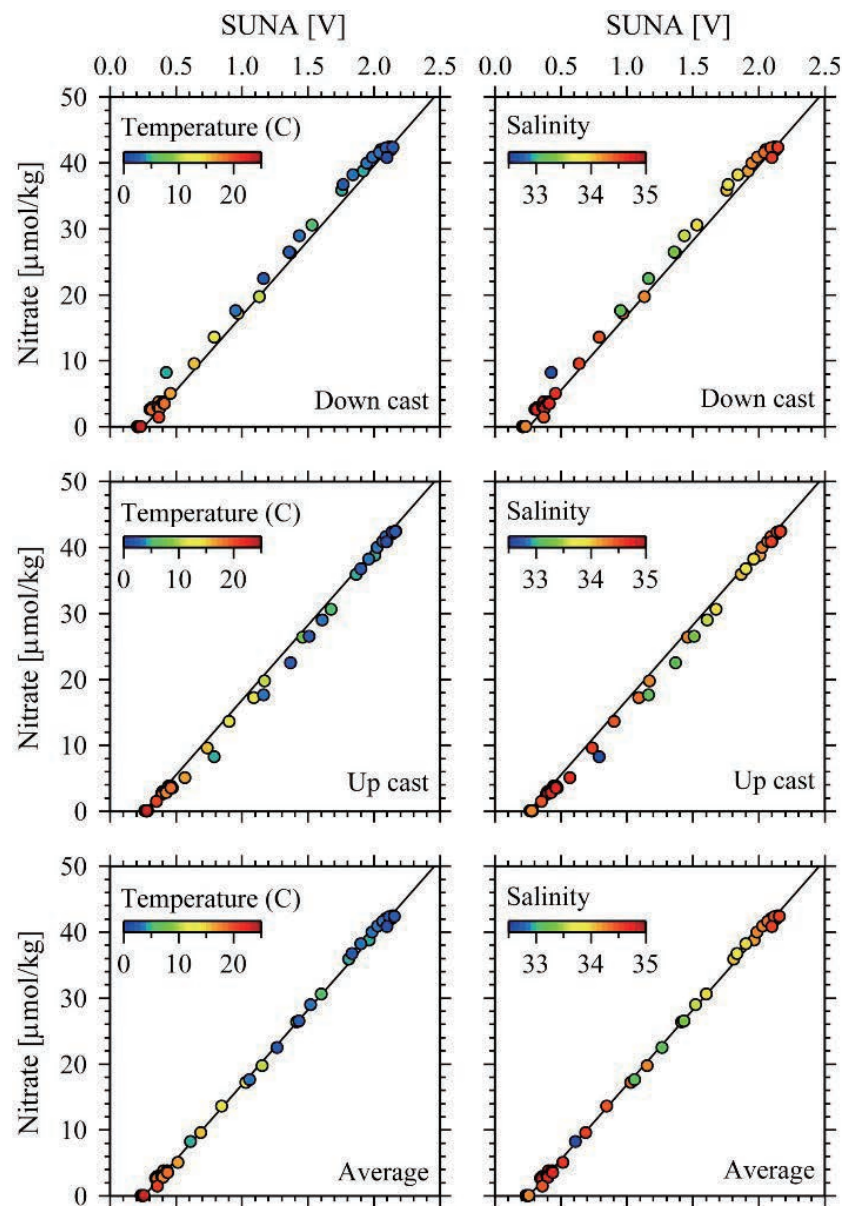 SUNA [V]
SUNA [V]
0.0 0.5 1.0 1.5 2.0 2.5
0.0 0.5 1.0 1.5 2.0 2.5
50
40
30
20
10
0
Nitrate [µmol/kg]
Temperature (C)
0 10 20
Down cast
Salinity
33 34 35
Down cast
50
40
30
20
10
0
Nitrate [µmol/kg]
Temperature (C)
0 10 20
Up cast
Salinity
33 34 35
Up cast
50
40
30
20
10
0
Nitrate [µmol/kg]
Temperature (C)
0 10 20
Average
Salinity
33 34 35
Average